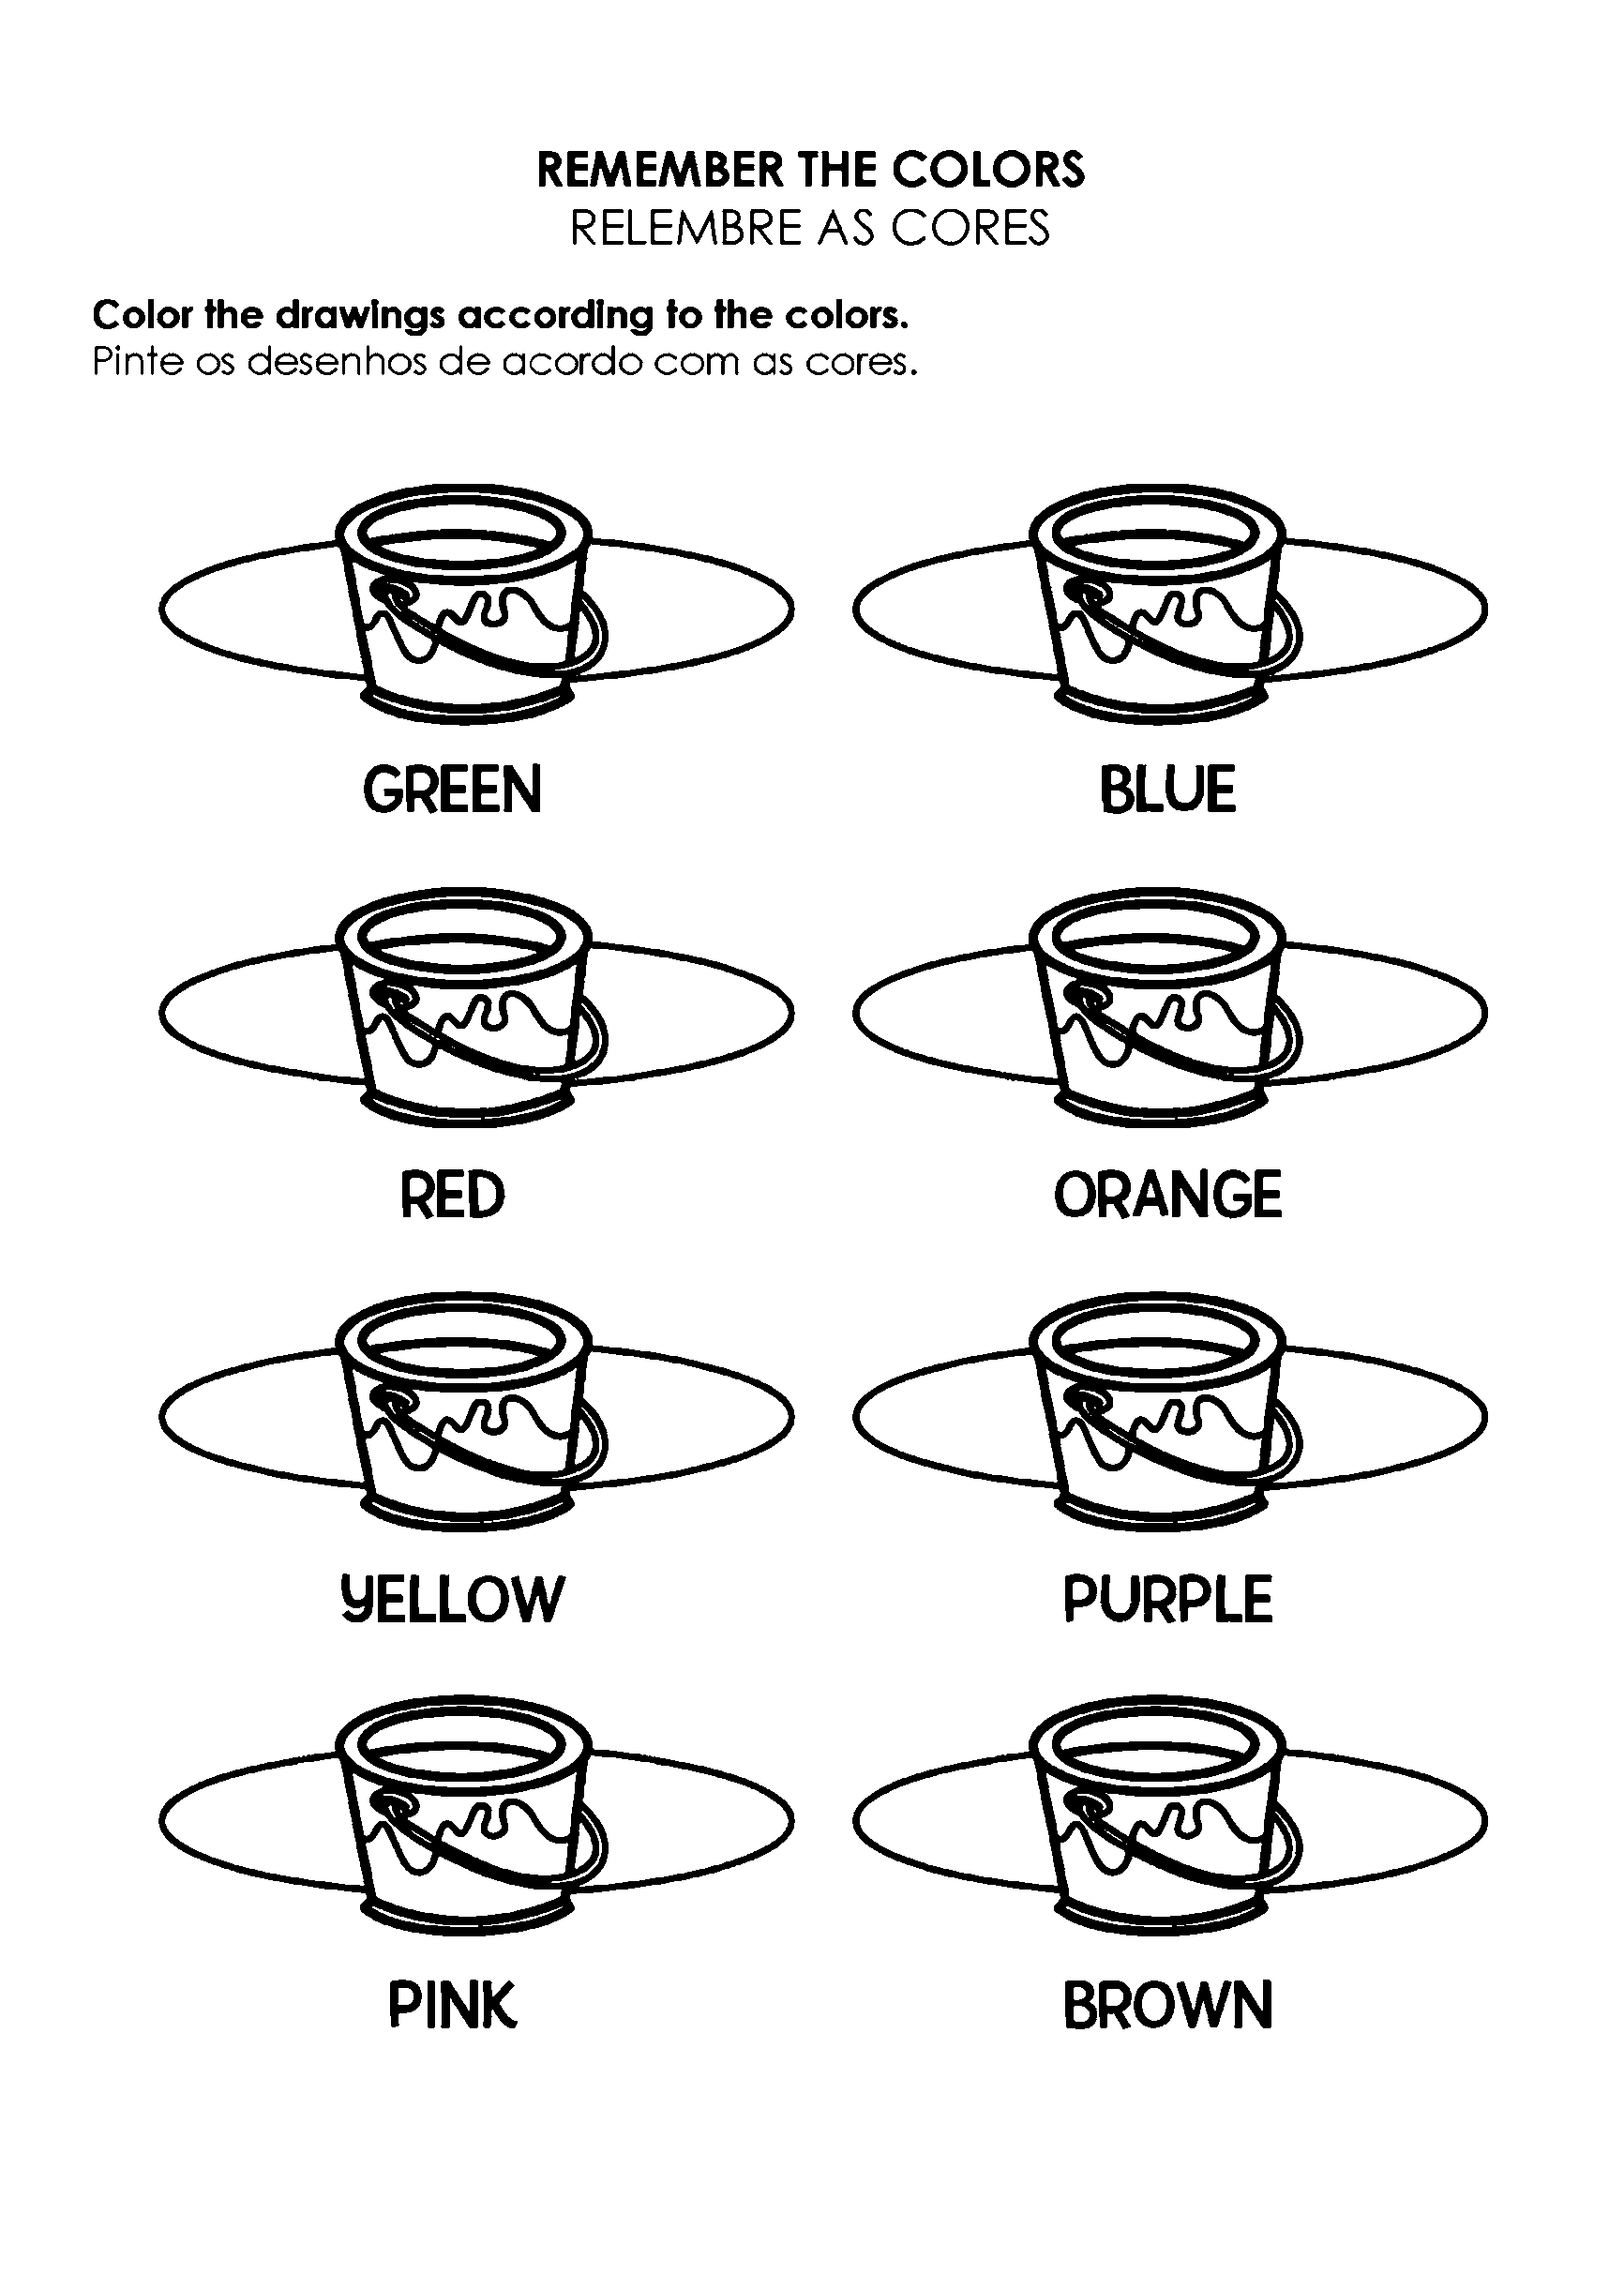 REMEMBER THE COLORS
RELEMBRE AS CORES
Color the drawings according to the colors.
Pinte os desenhos de acordo com as cores.
GREEN
BLUE
RED
ORANGE
YELLOW
PURPLE
PINK
BROWN